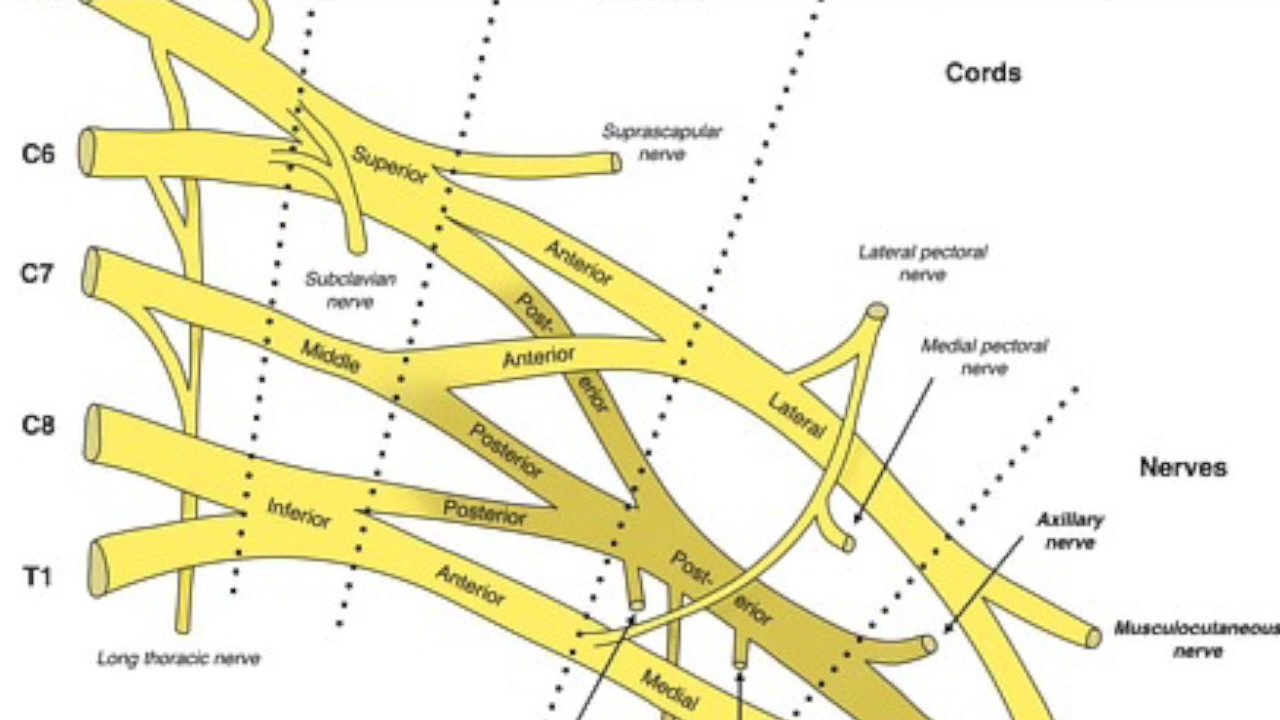 Cords
Suprascapular
nerve
C6
Superior
Lateral pectoral
nerve
Anterior
C7
Subclavian
nerve
Post-
erior
Medial pectoral
nerve
Middle
Anterior
Lateral
C8
Posterior
Nerves
Inferior
Posterior
Axillary
nerve
T1
Anterior
Post-
erior
Musculocutaneous
nerve
Long thoracic nerve
Medial